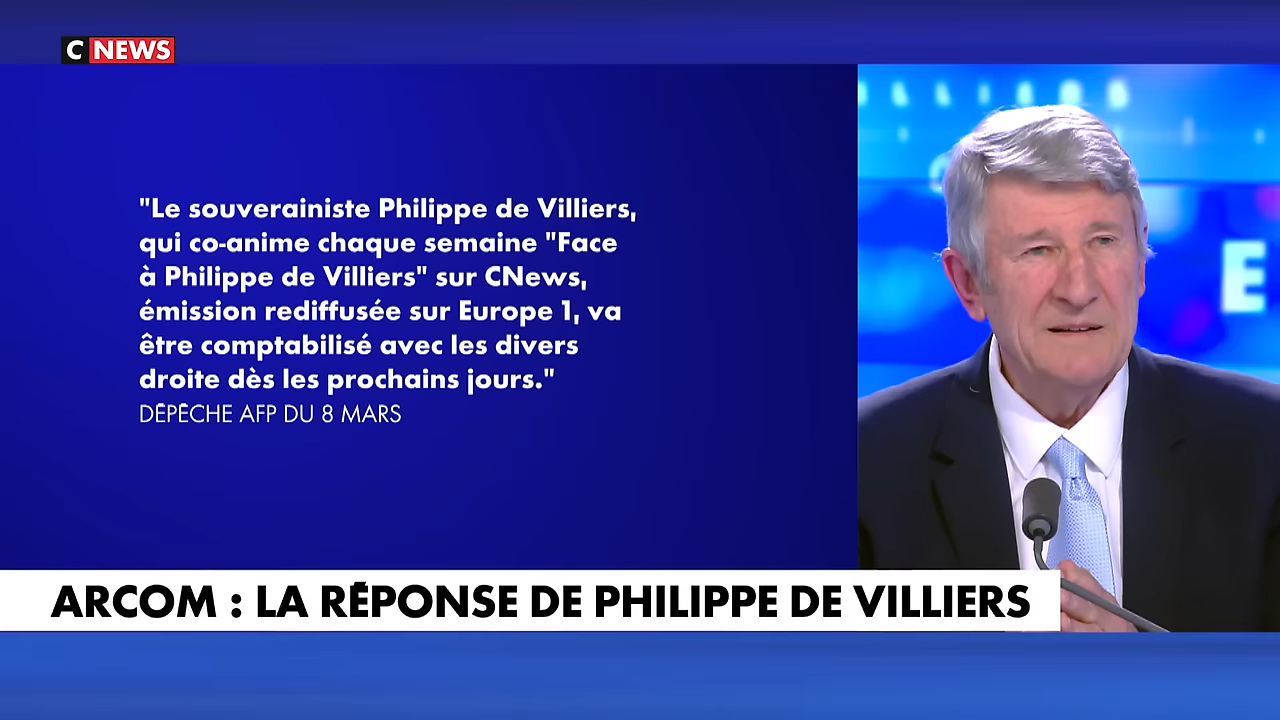 CNEWS
LLIERS
"Le souverainiste Philippe de Villiers,
qui co-anime chaque semaine "Face
à Philippe de Villiers" sur CNews,
émission rediffusée sur Europe 1, va
être comptabilisé avec les divers
droite dès les prochains jours."
DÉPÊCHE AFP DU 8 MARS
E
ARCOM : LA RÉPONSE DE PHILIPPE DE VILLIERS